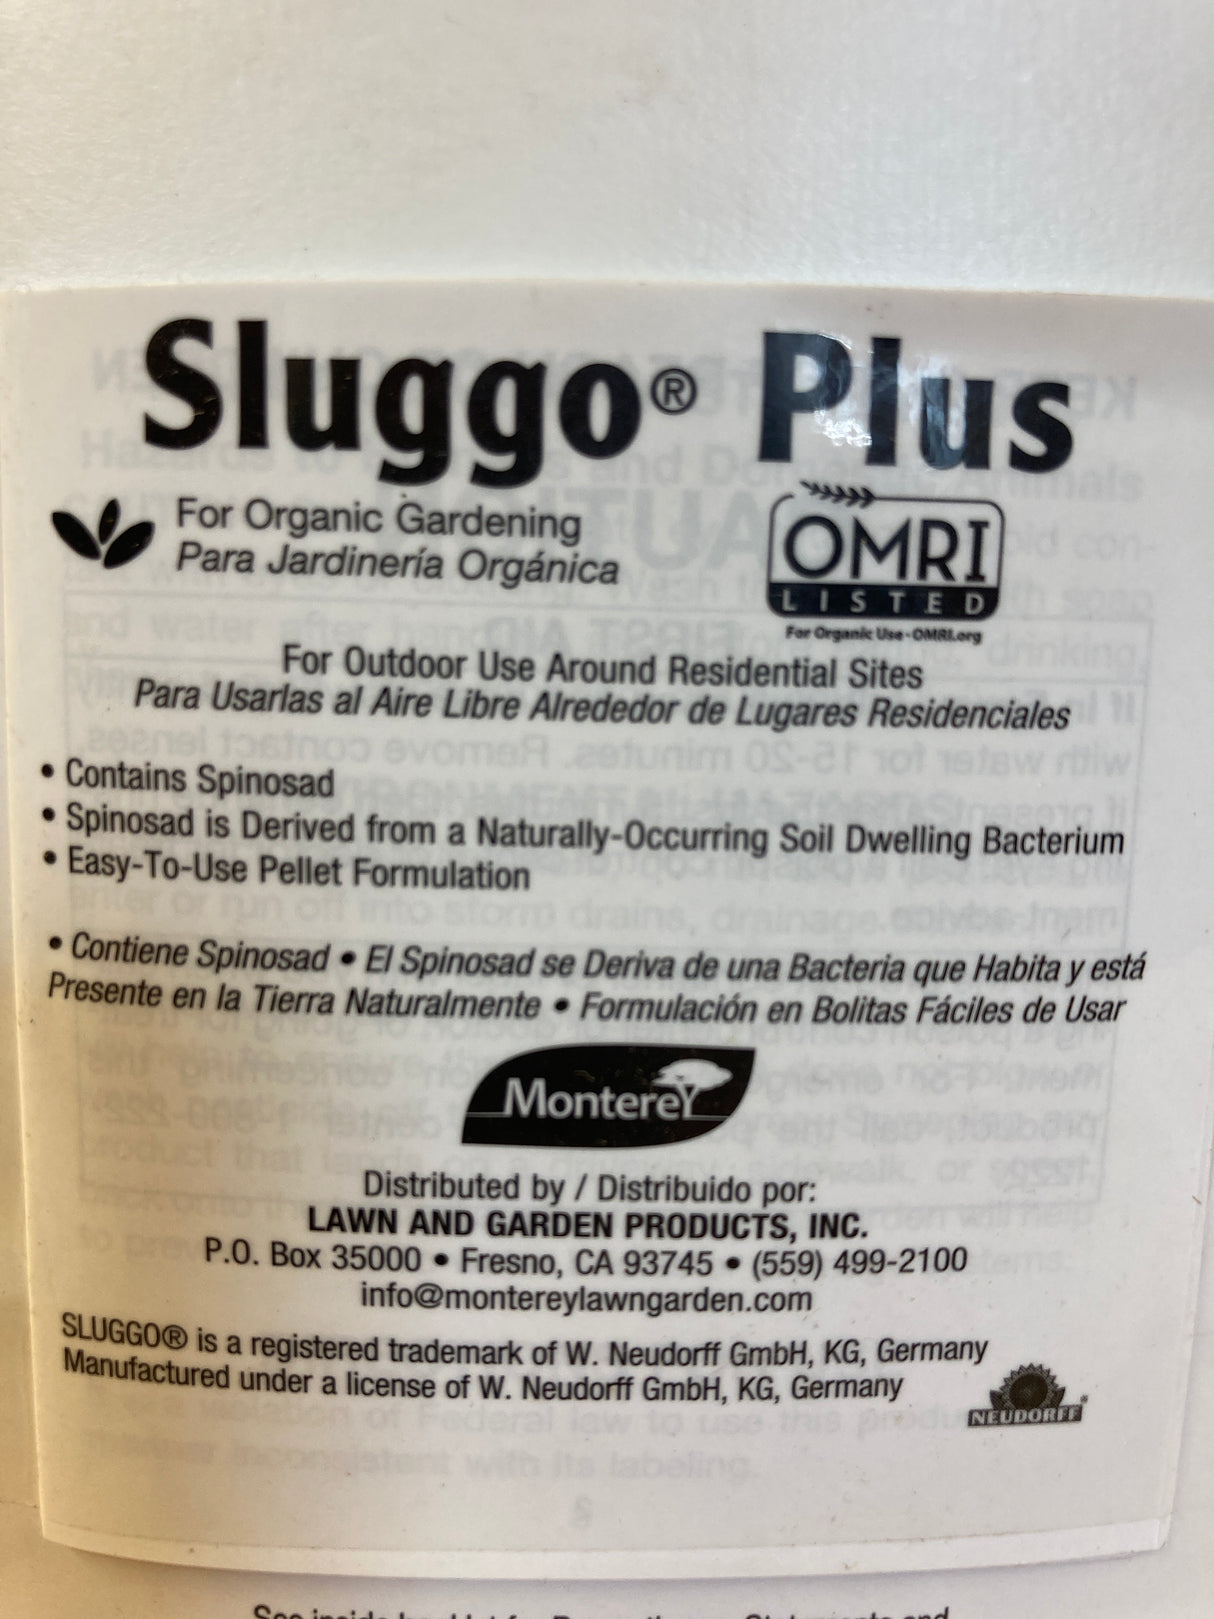 Sluggo® Plus
For Organic Gardening
Para Jardinería Orgánica
OMRI
LISTED
For Organic Use - OMRI.org
For Outdoor Use Around Residential Sites
Para Usarlas al Aire Libre Alrededor de Lugares Residenciales
• Contains Spinosad
• Spinosad is Derived from a Naturally-Occurring Soil Dwelling Bacterium
• Easy-To-Use Pellet Formulation
• Contiene Spinosad • El Spinosad se Deriva de una Bacteria que Habita y está
Presente en la Tierra Naturalmente • Formulación en Bolitas Fáciles de Usar
Monterey
Distributed by / Distribuido por:
LAWN AND GARDEN PRODUCTS, INC.
P.O. Box 35000 • Fresno, CA 93745 • (559) 499-2100
info@montereylawngarden.com
SLUGGO® is a registered trademark of W. Neudorff GmbH, KG, Germany
Manufactured under a license of W. Neudorff GmbH, KG, Germany
NEUDORFF®